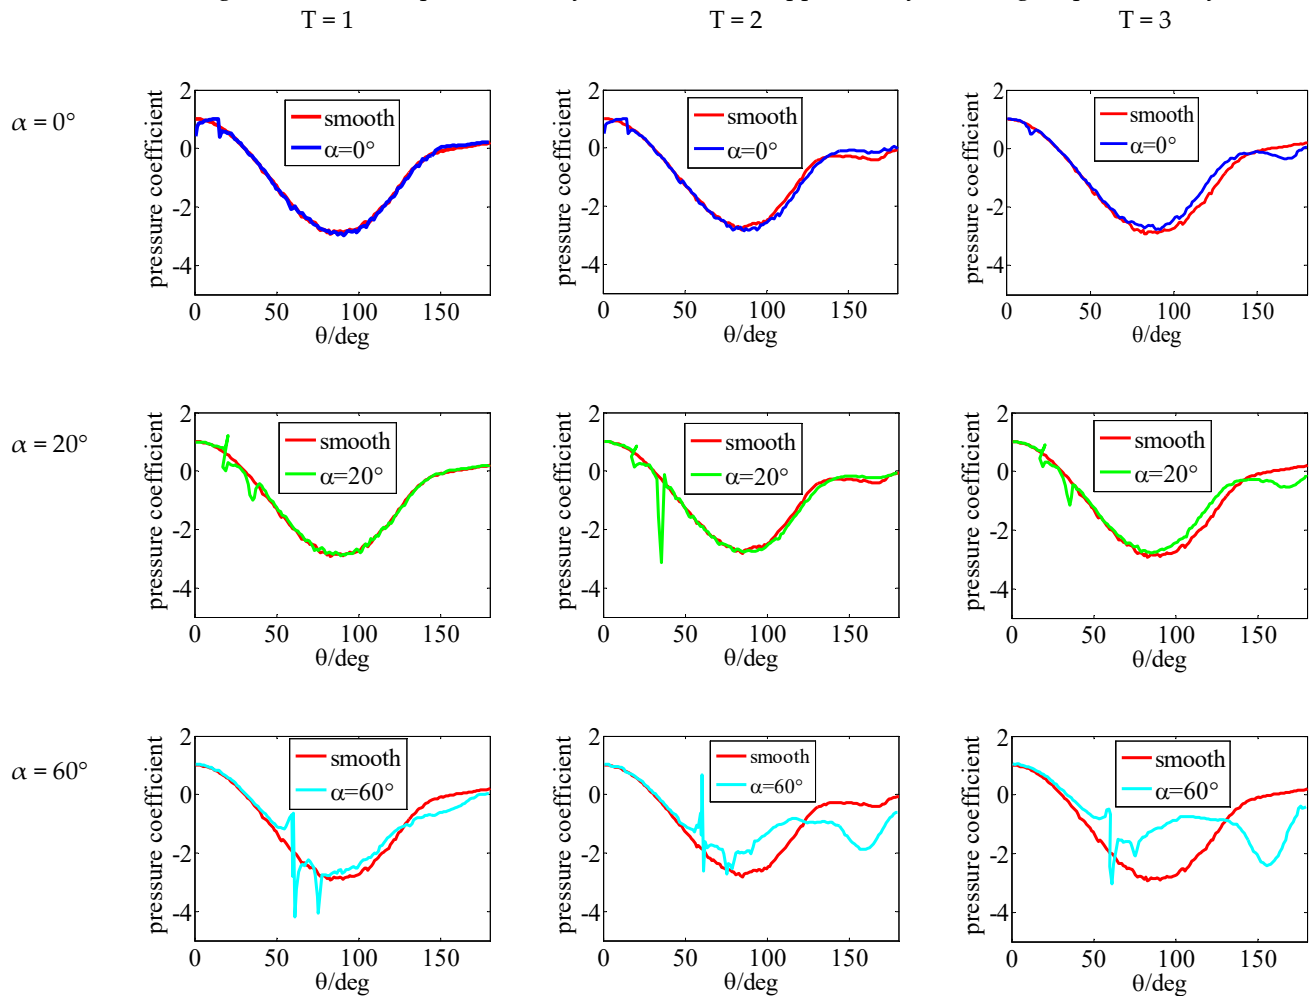 T = 1
T = 2
T = 3
α = 0°
pressure coefficient
2
0
-2
-4
smooth
α=0°
0
50
100
150
θ/deg
pressure coefficient
2
0
-2
-4
smooth
α=0°
0
50
100
150
θ/deg
pressure coefficient
2
0
-2
-4
smooth
α=0°
0
50
100
150
θ/deg
α = 20°
pressure coefficient
2
0
-2
-4
smooth
α=20°
0
50
100
150
θ/deg
pressure coefficient
2
0
-2
-4
smooth
α=20°
0
50
100
150
θ/deg
pressure coefficient
2
0
-2
-4
smooth
α=20°
0
50
100
150
θ/deg
α = 60°
pressure coefficient
2
0
-2
-4
smooth
α=60°
0
50
100
150
θ/deg
pressure coefficient
2
0
-2
-4
smooth
α=60°
0
50
100
150
θ/deg
pressure coefficient
2
0
-2
-4
smooth
α=60°
0
50
100
150
θ/deg